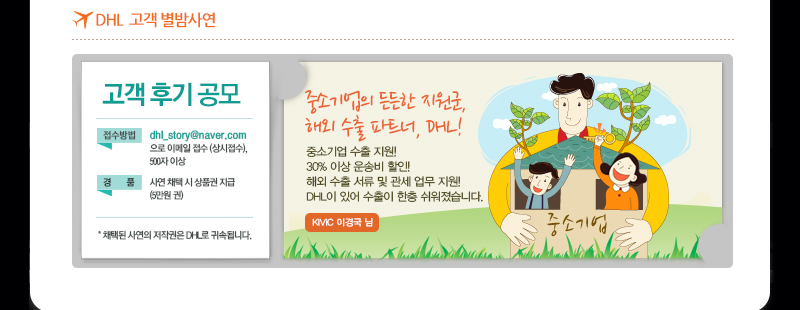 DHL 고객 별밤사연
고객 후기 공모
접수방법 dhl_story@naver.com
으로 이메일 접수 (상시접수),
500자 이상
경 품 사연 채택 시 상품권 지급
(5만원 권)
* 채택된 사연의 저작권은 DHL로 귀속됩니다.
중소기업의 든든한 지원군,
해외 수출 파트너, DHL!
중소기업 수출 지원!
30% 이상 운송비 할인!
해외 수출 서류 및 관세 업무 지원!
DHL이 있어 수출이 한층 쉬워졌습니다.
KIVIC 이경국 님
중소기업